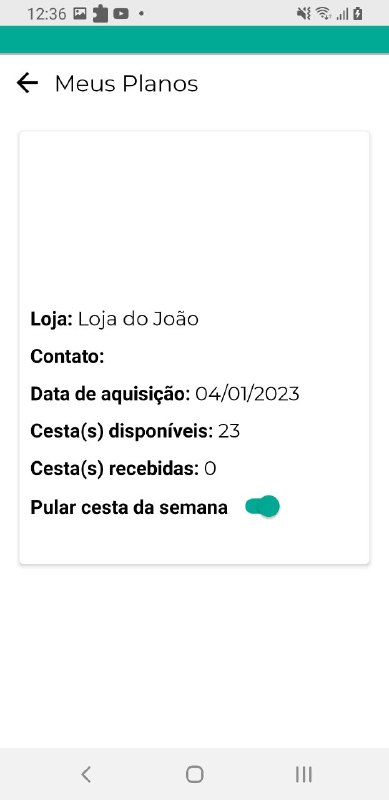 12:36
Meus Planos
Loja: Loja do João
Contato:
Data de aquisição: 04/01/2023
Cesta(s) disponíveis: 23
Cesta(s) recebidas: 0
Pular cesta da semana